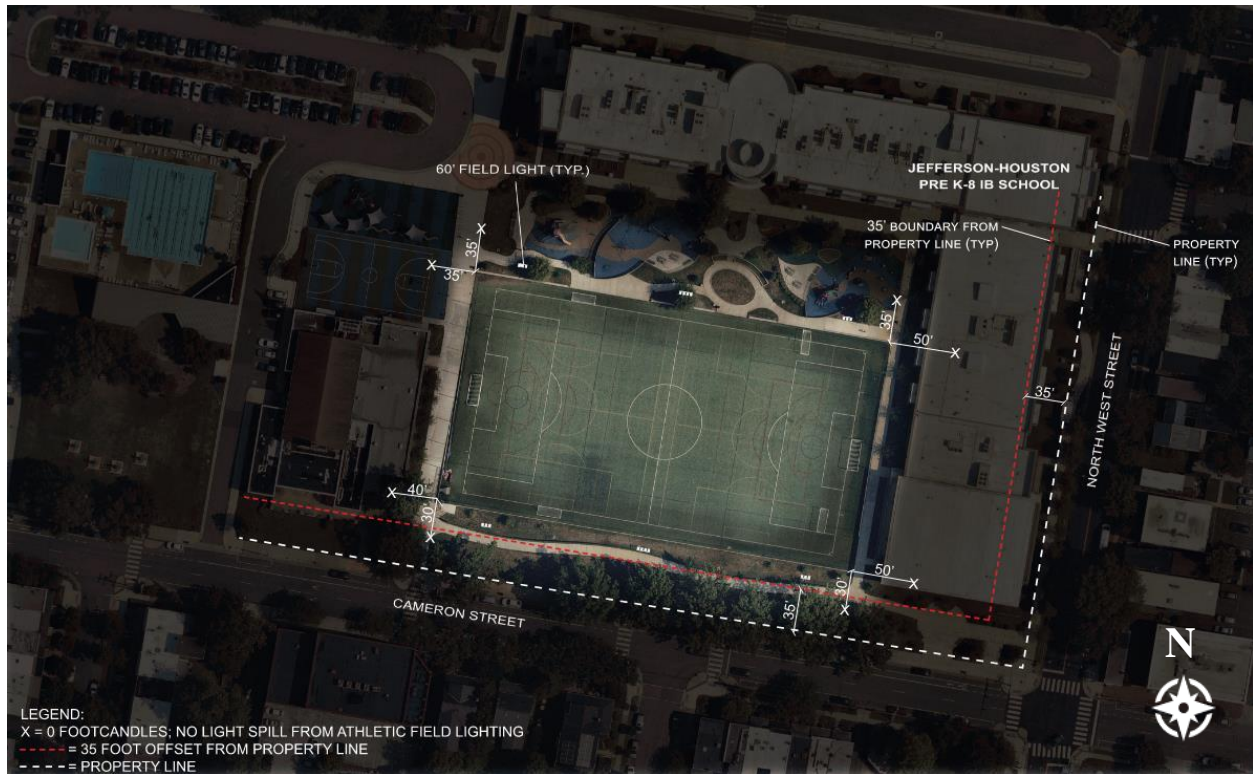 60' FIELD LIGHT (TYP.)
JEFFERSON-HOUSTON
PRE K-8 IB SCHOOL
35' BOUNDARY FROM
PROPERTY LINE (TYP)
PROPERTY
LINE (TYP)
35'
35'
35'
50'
35'
NORTH WEST STREET
40'
30'
50'
30'
35'
CAMERON STREET
N
LEGEND:
X = 0 FOOTCANDLES; NO LIGHT SPILL FROM ATHLETIC FIELD LIGHTING
= 35 FOOT OFFSET FROM PROPERTY LINE
= PROPERTY LINE